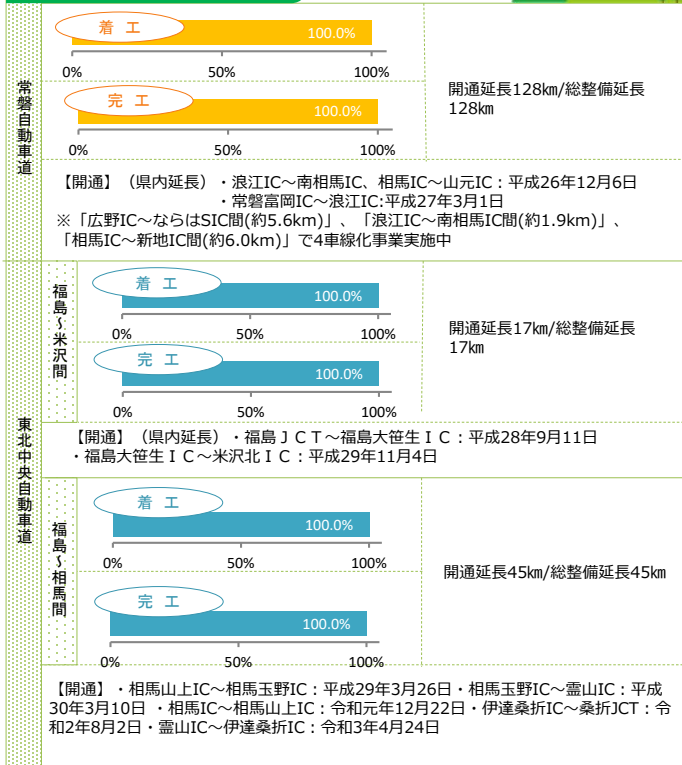 常磐自動車道
着 工
100.0%
0% 50% 100%
完 工
100.0%
0% 50% 100%
開通延長128㎞/総整備延長
128㎞
【開通】（県内延長）・浪江IC～南相馬IC、相馬IC～山元IC：平成26年12月6日
・常磐富岡IC～浪江IC:平成27年3月1日
※「広野IC～ならはSIC間(約5.6km)」、「浪江IC～南相馬IC間(約1.9km)」、
「相馬IC～新地IC間(約6.0km)」で4車線化事業実施中
東北中央自動車道
福島～米沢間
着 工
100.0%
0% 50% 100%
完 工
100.0%
0% 50% 100%
開通延長17㎞/総整備延長
17㎞
【開通】（県内延長）・福島ＪＣＴ～福島大笹生ＩＣ：平成28年9月11日
・福島大笹生ＩＣ～米沢北ＩＣ：平成29年11月4日
福島～相馬間
着 工
100.0%
0% 50% 100%
完 工
100.0%
0% 50% 100%
開通延長45㎞/総整備延長45㎞
【開通】・相馬山上IC～相馬玉野IC：平成29年3月26日・相馬玉野IC～霊山IC：平成
30年3月10日 ・相馬IC～相馬山上IC：令和元年12月22日・伊達桑折IC～桑折JCT：令
和2年8月2日・霊山IC～伊達桑折IC：令和3年4月24日